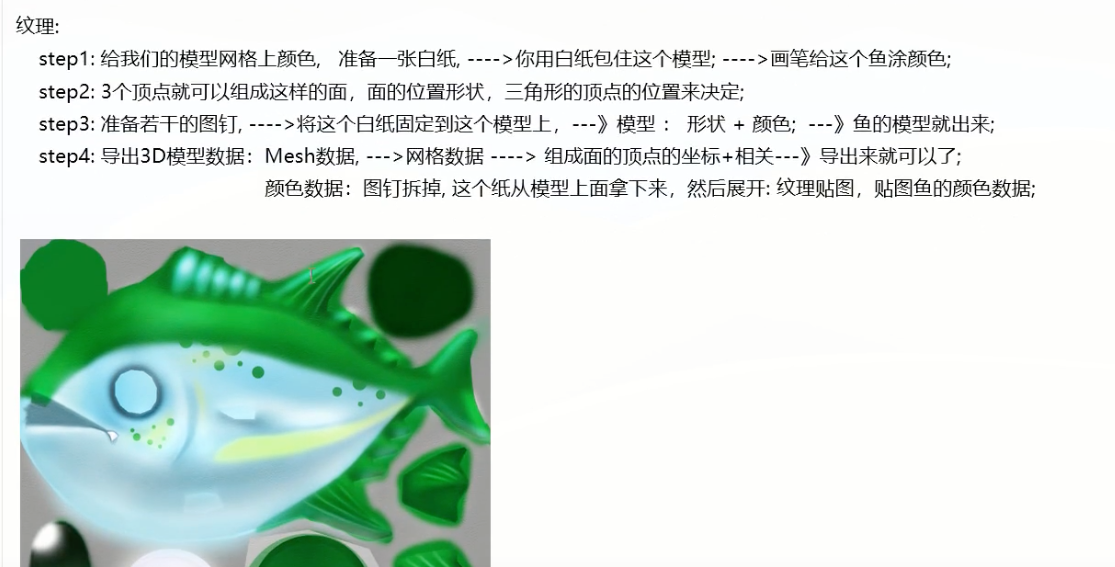 纹理:
step1: 给我们的模型网格上颜色， 准备一张白纸, ---->你用白纸包住这个模型; ---->画笔给这个鱼涂颜色;
step2: 3个顶点就可以组成这样的面，面的位置形状，三角形的顶点的位置来决定;
step3: 准备若干的图钉, ---->将这个白纸固定到这个模型上，---》模型 ： 形状 + 颜色; ---》鱼的模型就出来;
step4: 导出3D模型数据：Mesh数据, --->网格数据 ----> 组成面的顶点的坐标+相关---》导出来就可以了;
颜色数据：图钉拆掉, 这个纸从模型上面拿下来，然后展开: 纹理贴图，贴图鱼的颜色数据;